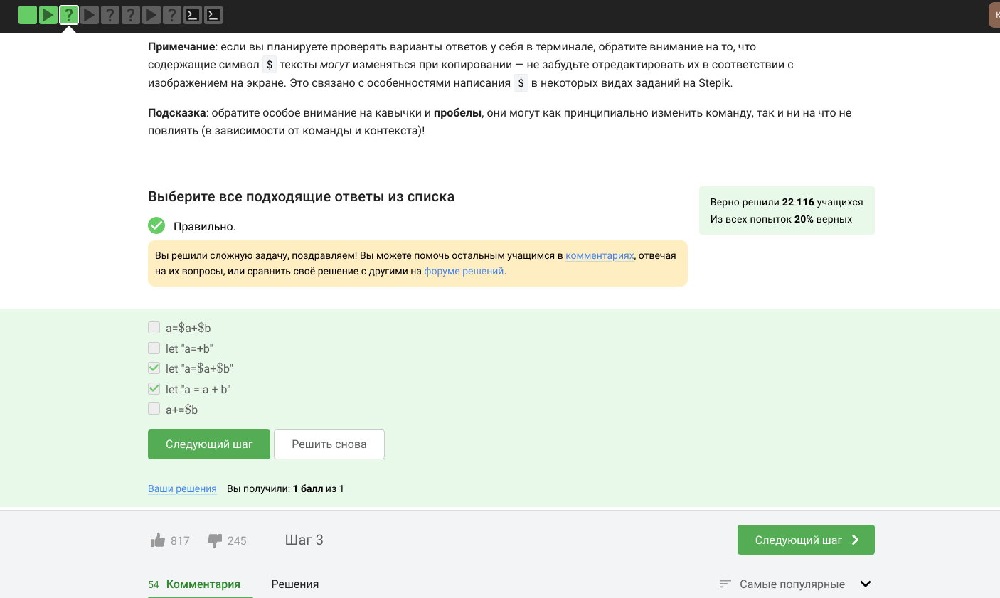 К
Примечание: если вы планируете проверять варианты ответов у себя в терминале, обратите внимание на то, что
содержащие символ $ тексты могут изменяться при копировании — не забудьте отредактировать их в соответствии с
изображением на экране. Это связано с особенностями написания $ в некоторых видах заданий на Stepik.
Подсказка: обратите особое внимание на кавычки и пробелы, они могут как принципиально изменить команду, так и ни на что не
повлиять (в зависимости от команды и контекста)!
Выберите все подходящие ответы из списка
Верно решили 22 116 учащихся
Из всех попыток 20% верных
Правильно.
Вы решили сложную задачу, поздравляем! Вы можете помочь остальным учащимся в комментариях, отвечая
на их вопросы, или сравнить своё решение с другими на форуме решений.
a=$a+$b
let "a=+b"
let "a=$a+$b"
let "a = a + b"
a+=$b
Следующий шаг
Решить снова
Ваши решения Вы получили: 1 балл из 1
817
245
Шаг 3
Следующий шаг
54 Комментария
Решения
Самые популярные